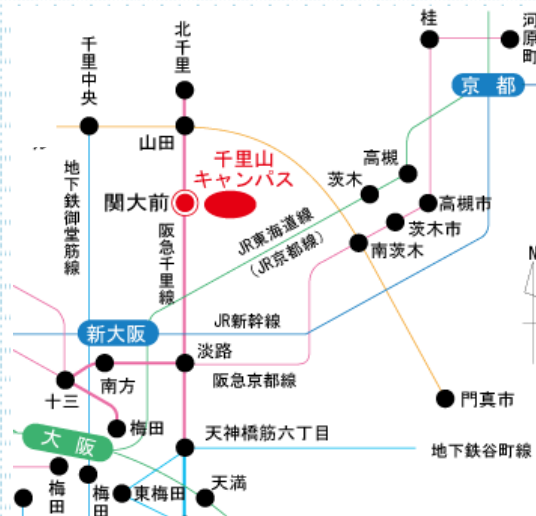 桂
河原町
北千里
千里中央
京都
山田
千里山
キャンパス
高槻
茨木
関大前
高槻市
茨木市
地下鉄御堂筋線
阪急千里線
JR東海道線
(JR京都線)
南茨木
N
新大阪
JR新幹線
淡路
南方
阪急京都線
十三
門真市
梅田
大阪
天神橋筋六丁目
地下鉄谷町線
梅田
梅田
東梅田
天満